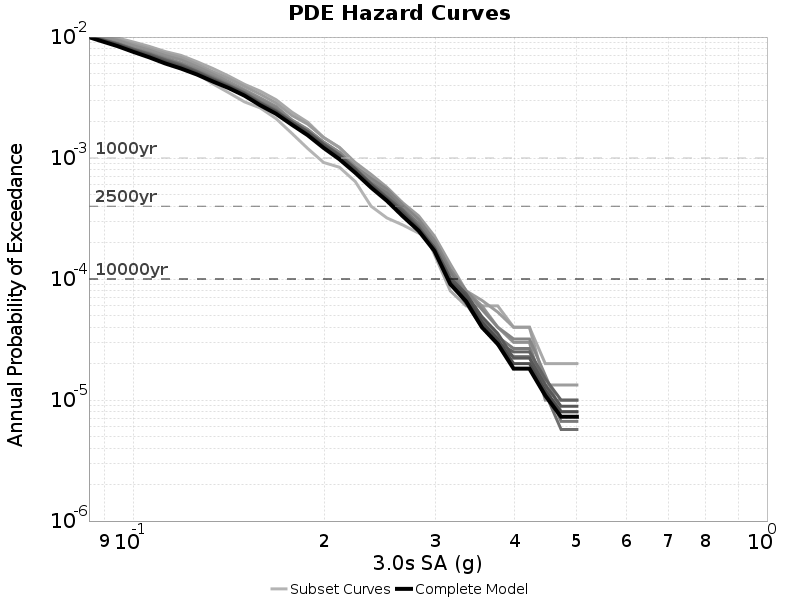 PDE Hazard Curves
Annual Probability of Exceedance
10-2
10-3
10-4
10-5
10-6
1000yr
2500yr
10000yr
9 10-1 2 3 4 5 6 7 8 100
3.0s SA (g)
Subset Curves Complete Model